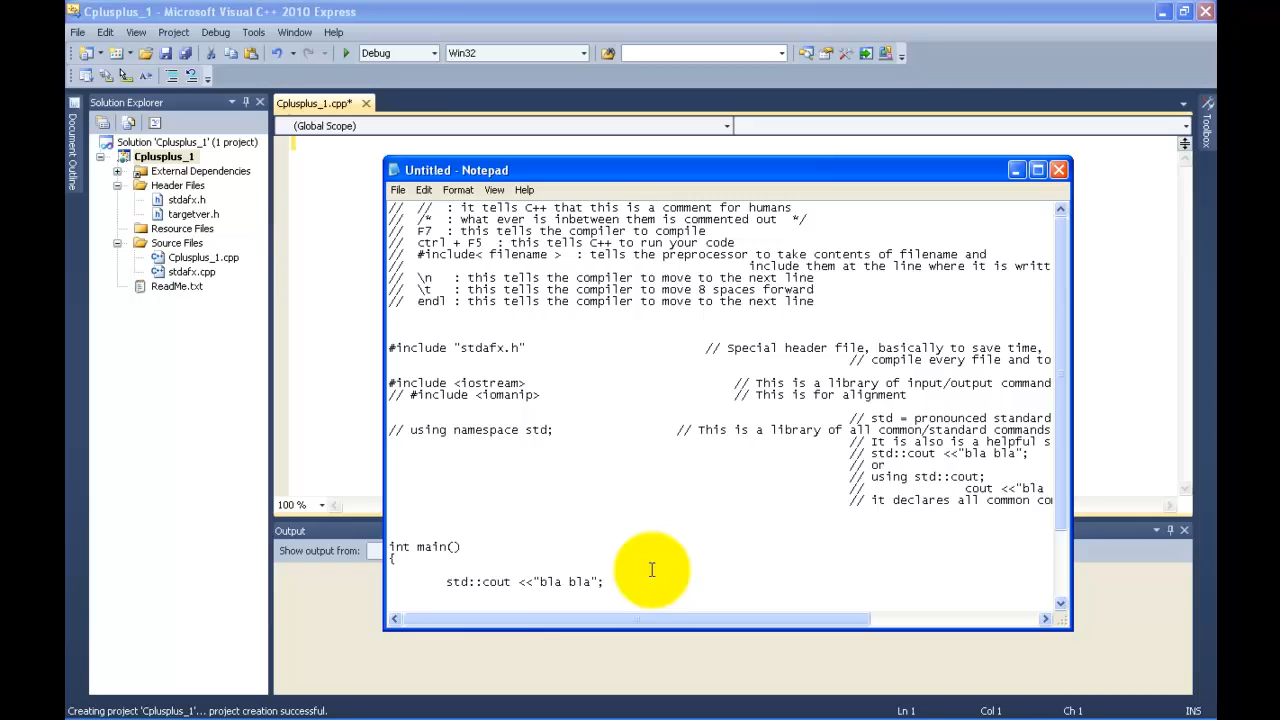 Cplusplus_1 - Microsoft Visual C++ 2010 Express
File Edit View Project Debug Tools Window Help
Debug Win32
Solution Explorer
Cplusplus_1.cpp*
Document Outline
Toolbox
(Global Scope)
Solution 'Cplusplus_1' (1 project)
Cplusplus_1
External Dependencies
Header Files
stdafx.h
targetver.h
Resource Files
Source Files
Cplusplus_1.cpp
stdafx.cpp
ReadMe.txt
Untitled - Notepad
File Edit Format View Help
// // : it tells C++ that this is a comment for humans
// /* : what ever is inbetween them is commented out */
// F7 : this tells the compiler to compile
// ctrl + F5 : this tells C++ to run your code
// #include< filename > : tells the preprocessor to take contents of filename and
// include them at the line where it is writt
// \n : this tells the compiler to move to the next line
// \t : this tells the compiler to move 8 spaces forward
// endl : this tells the compiler to move to the next line
#include "stdafx.h" // Special header file, basically to save time,
// compile every file and to
#include <iostream> // This is a library of input/output command
// #include <iomanip> // This is for alignment
// std = pronounced standard
// using namespace std; // This is a library of all common/standard commands
// It is also is a helpful s
// std::cout <<"bla bla";
// or
// using std::cout;
// cout <<"bla
// it declares all common co
int main()
{
std::cout <<"bla bla";
100 %
Output
Show output from:
Creating project 'Cplusplus_1'... project creation successful.
Ln 1 Col 1 Ch 1 INS